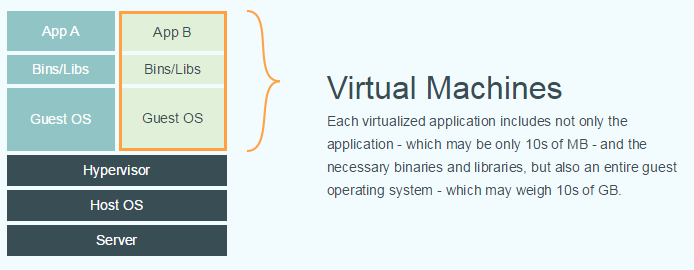 App A
App B
Bins/Libs
Bins/Libs
Guest OS
Guest OS
Hypervisor
Host OS
Server
Virtual Machines
Each virtualized application includes not only the
application - which may be only 10s of MB - and the
necessary binaries and libraries, but also an entire guest
operating system - which may weigh 10s of GB.